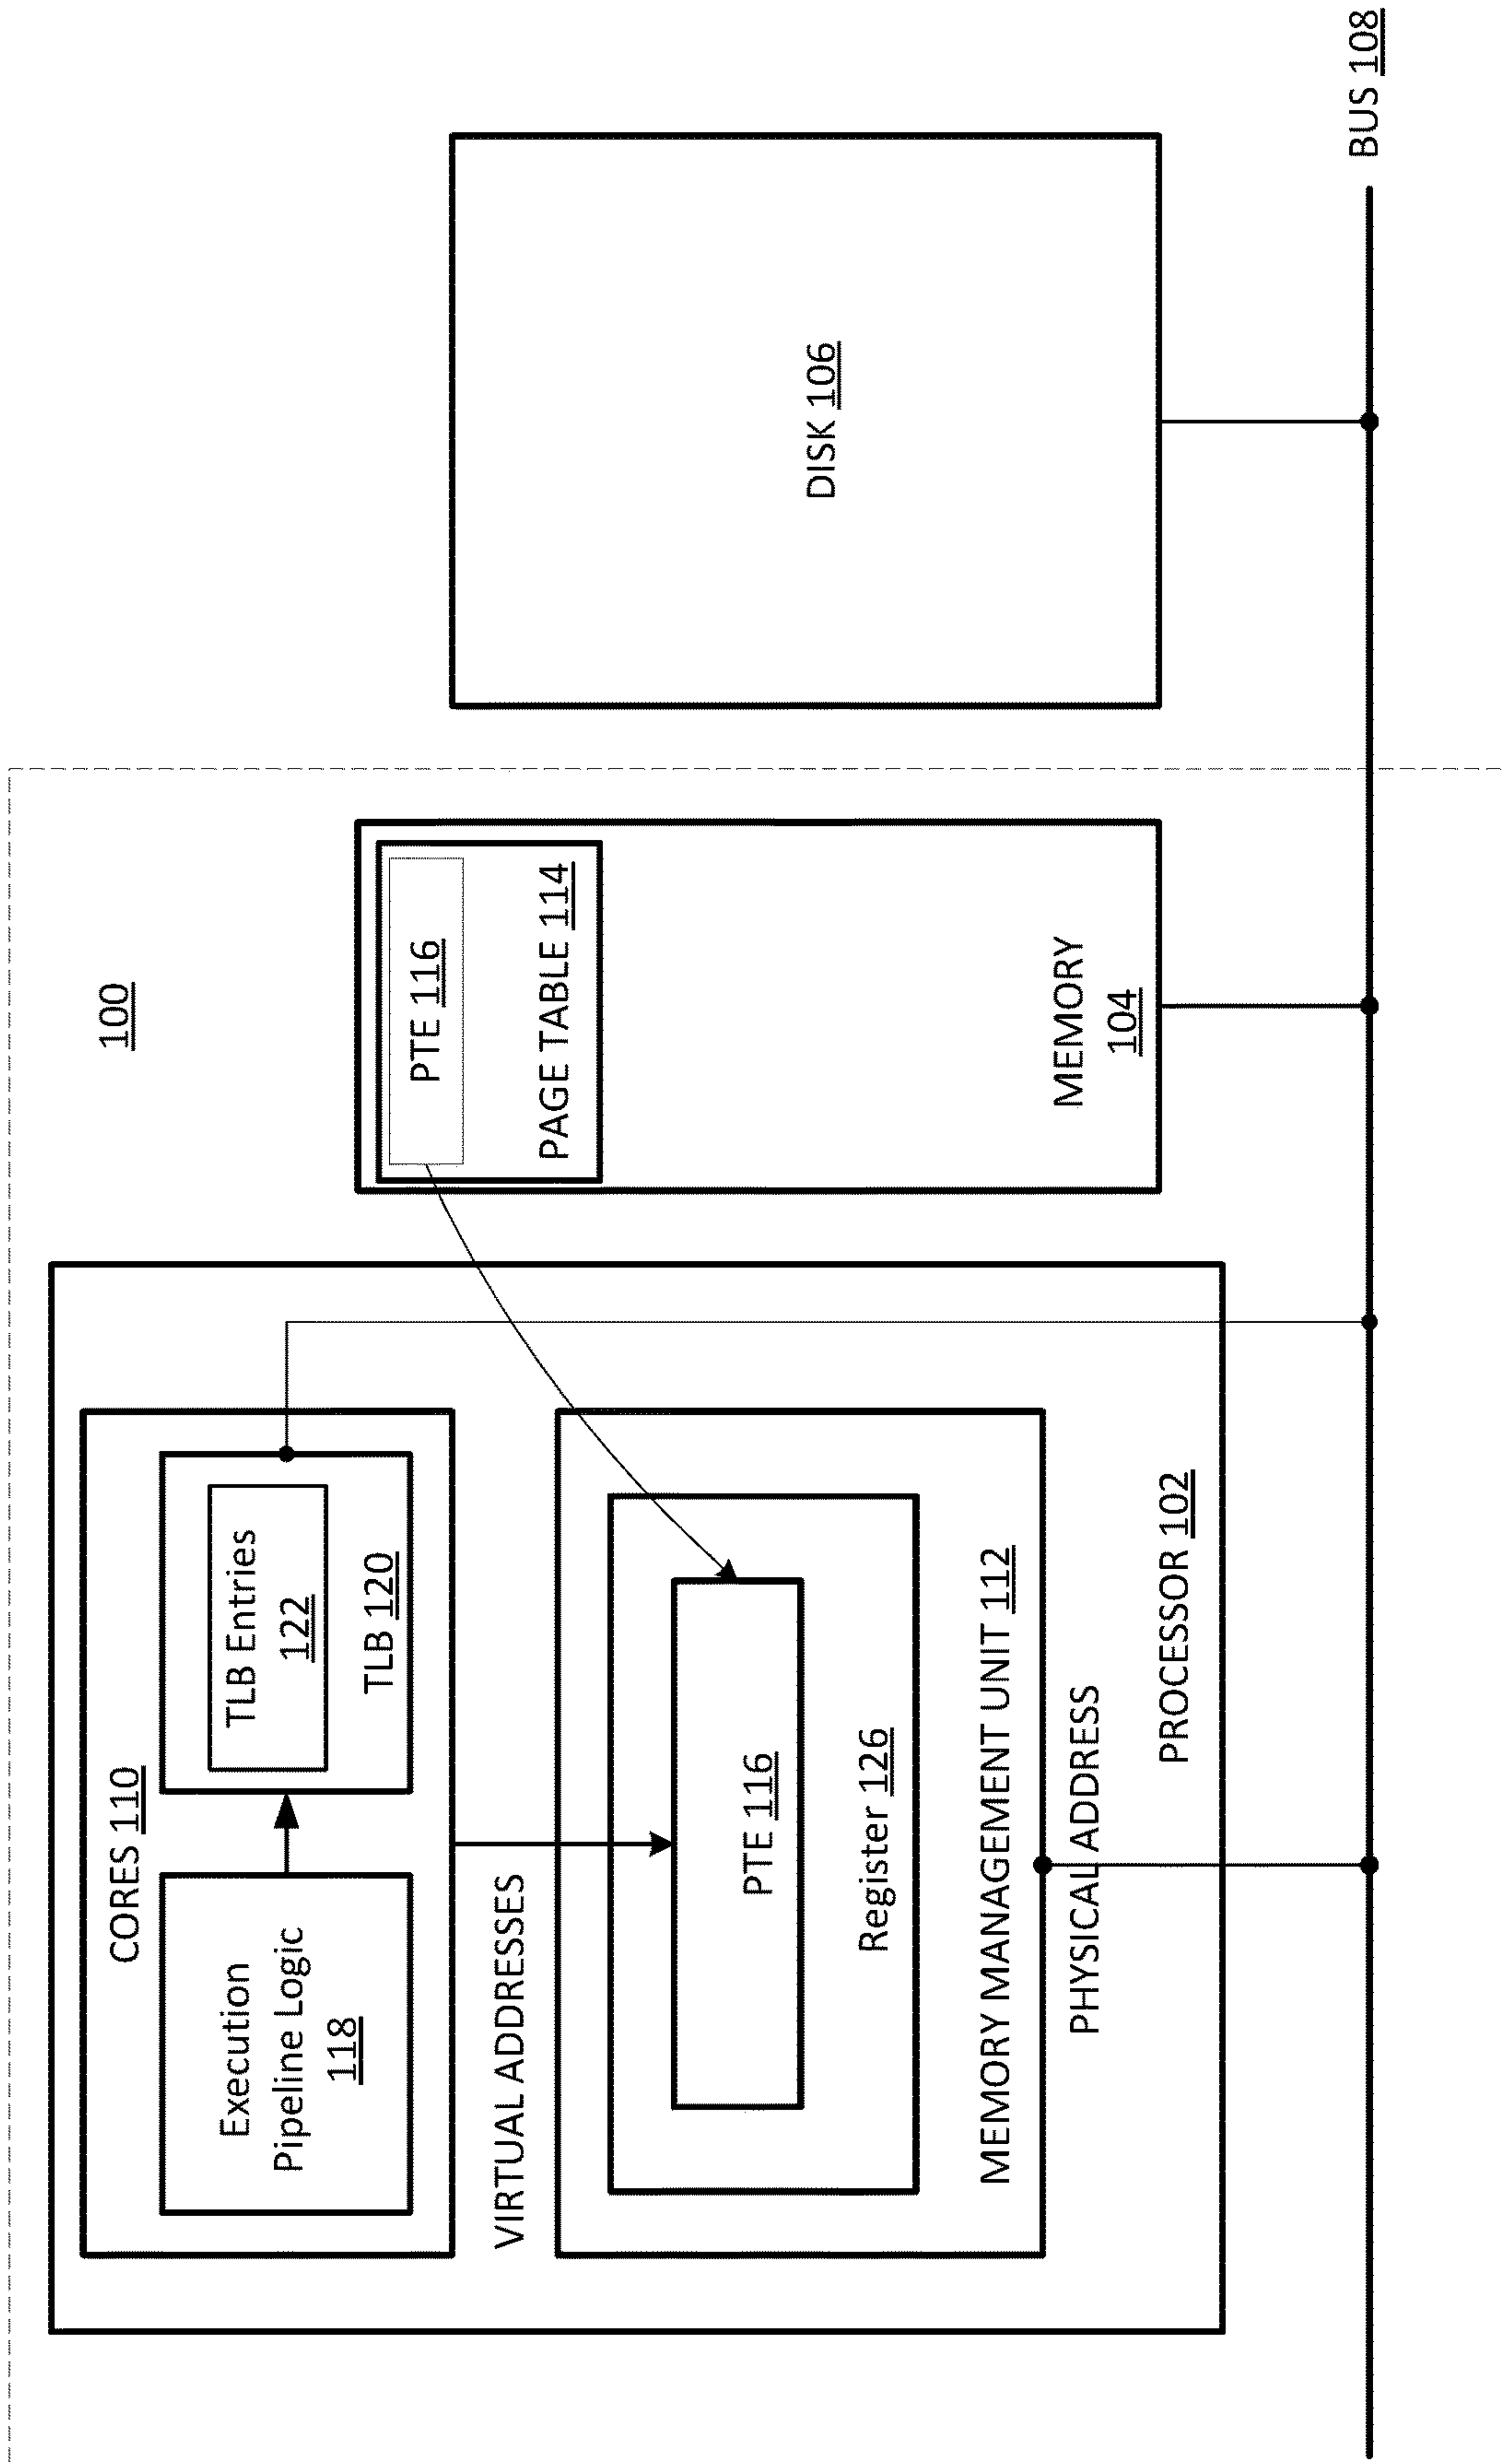 100
CORES 110
Execution
Pipeline Logic
118
TLB Entries
122
TLB 120
VIRTUAL ADDRESSES
PTE 116
Register 126
MEMORY MANAGEMENT UNIT 112
PHYSICAL ADDRESS
PROCESSOR 102
PTE 116
PAGE TABLE 114
MEMORY
104
DISK 106
BUS 108